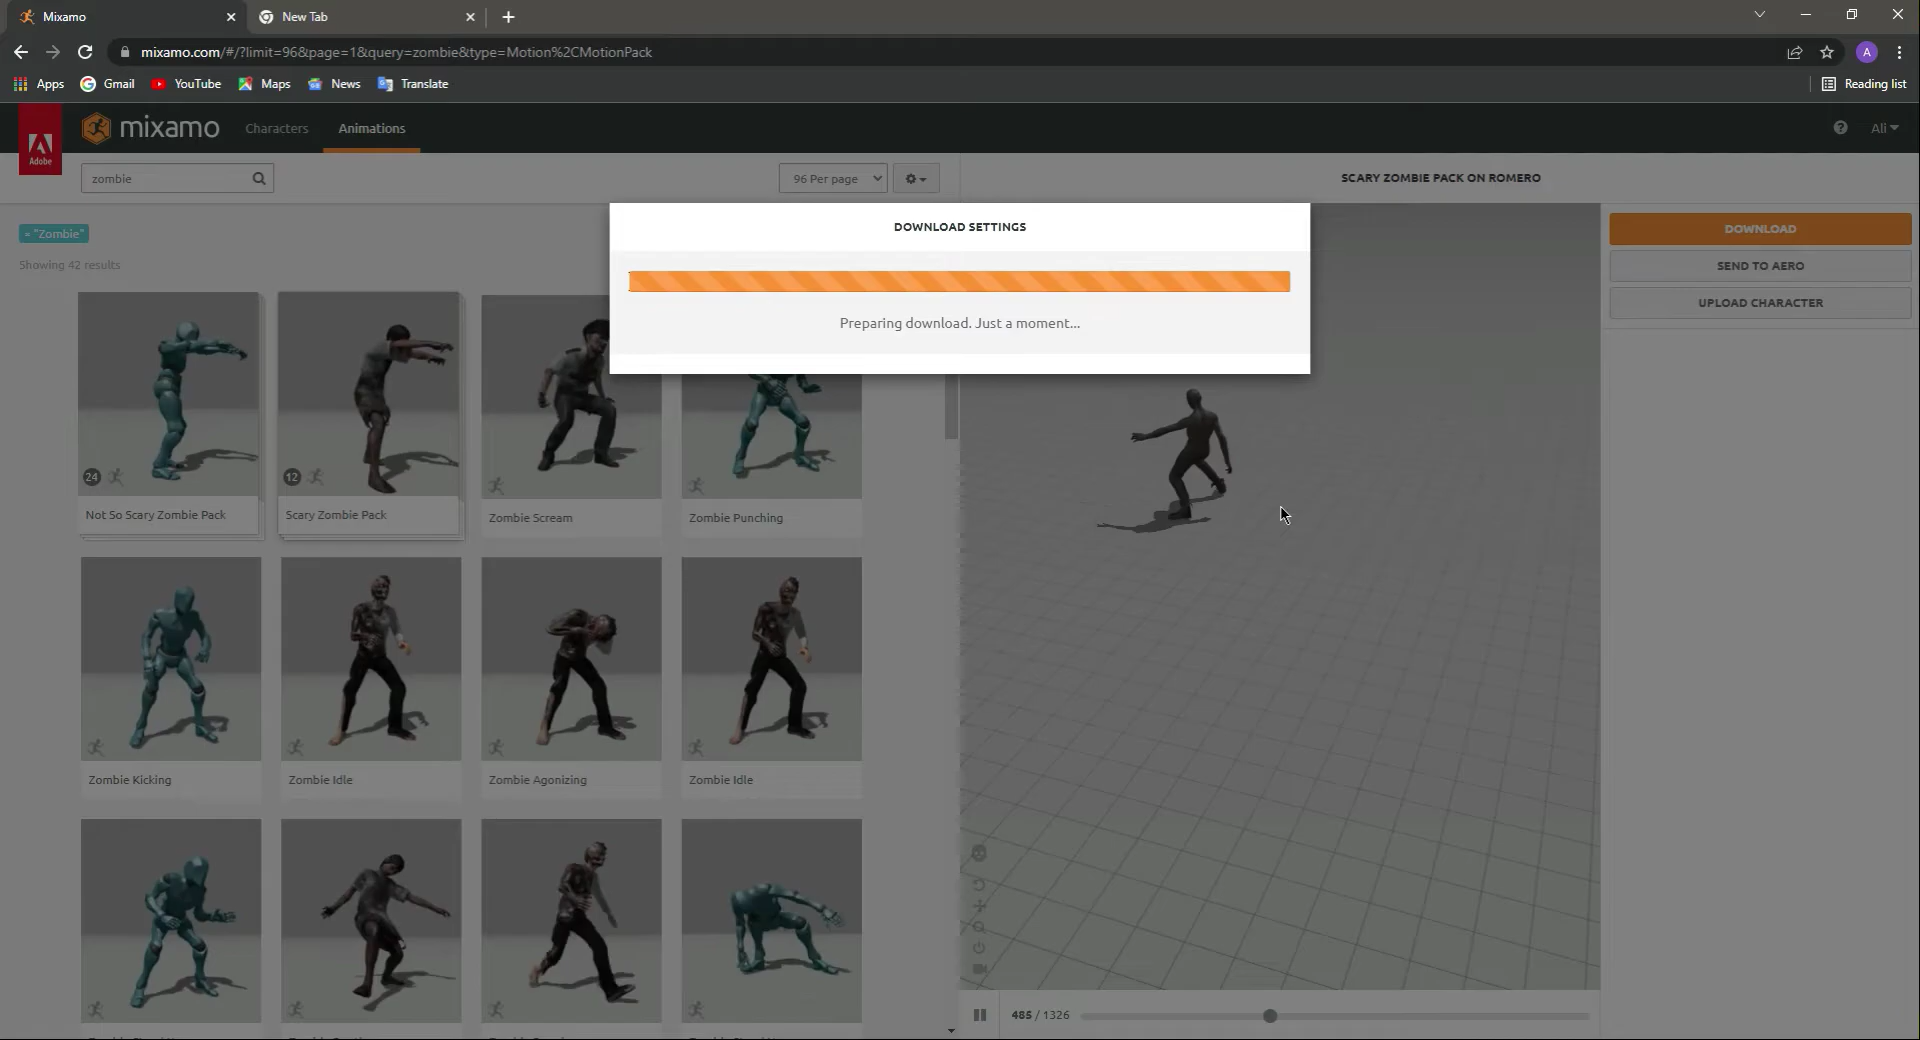 Mixamo
New Tab
mixamo.com/#/?limit=96&page=1&query=zombie&type=Motion%2CMotionPack
A
Apps
Gmail
YouTube
Maps
News
Translate
Reading list
Adobe
mixamo
Characters
Animations
Ali
zombie
96 Per page
SCARY ZOMBIE PACK ON ROMERO
DOWNLOAD SETTINGS
Preparing download. Just a moment...
DOWNLOAD
SEND TO AERO
UPLOAD CHARACTER
= "Zombie"
Showing 42 results
24
12
Not So Scary Zombie Pack
Scary Zombie Pack
Zombie Scream
Zombie Punching
Zombie Kicking
Zombie Idle
Zombie Agonizing
Zombie Idle
485 / 1326